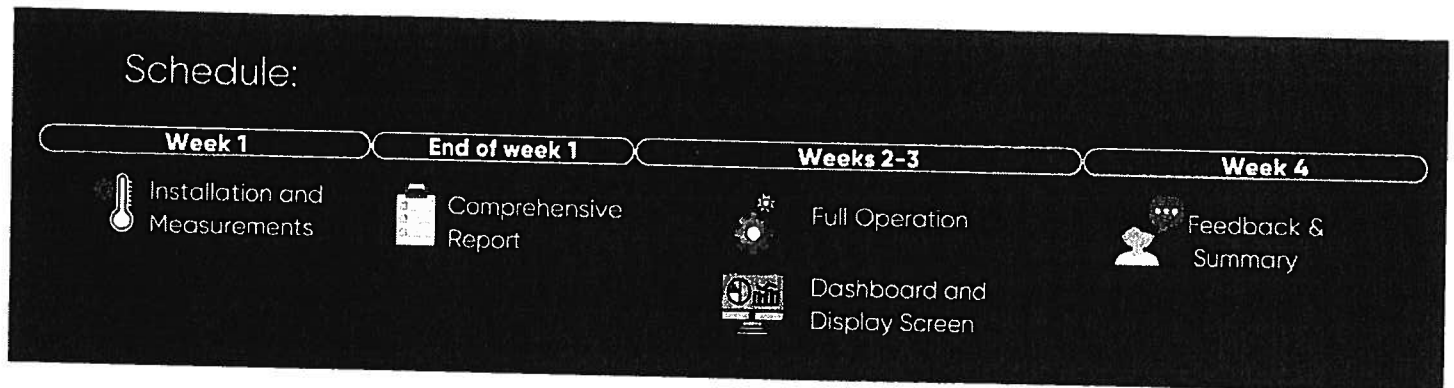 Schedule:
Week 1
Installation and
Measurements
End of week 1
Comprehensive
Report
Weeks 2-3
Full Operation
Dashboard and
Display Screen
Week 4
Feedback &
Summary